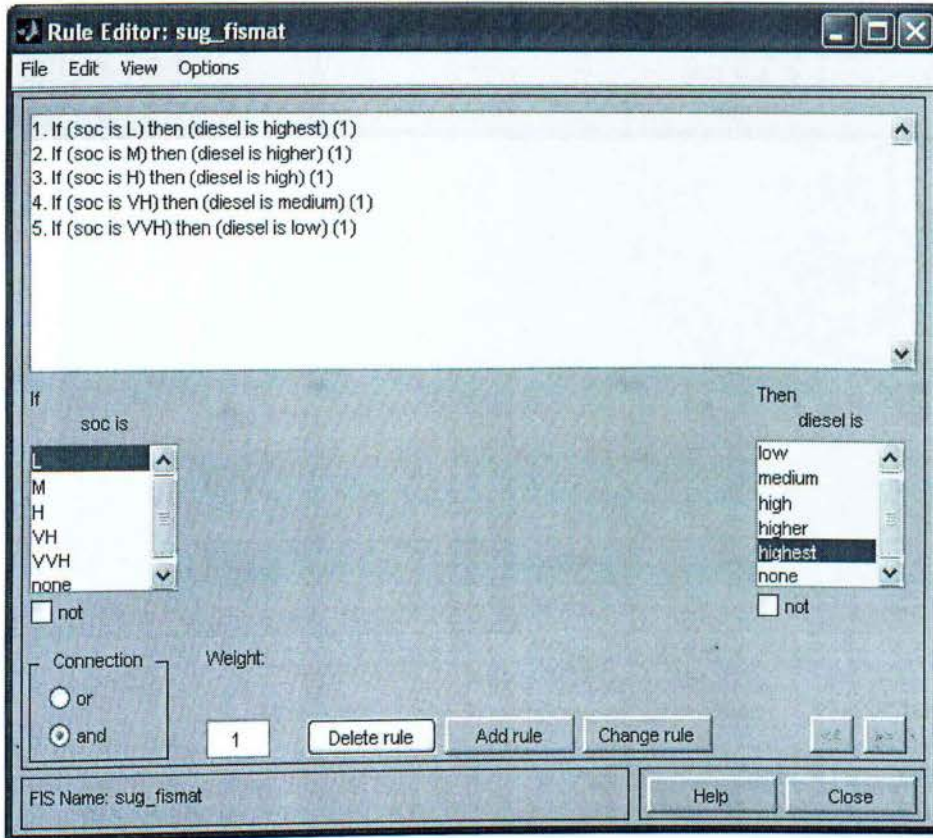 Rule Editor: sug_fismat
File Edit View Options
1. If (soc is L) then (diesel is highest) (1)
2. If (soc is M) then (diesel is higher) (1)
3. If (soc is H) then (diesel is high) (1)
4. If (soc is VH) then (diesel is medium) (1)
5. If (soc is VVH) then (diesel is low) (1)
If
soc is
L
M
H
VH
VVH
none
not
Then
diesel is
low
medium
high
higher
highest
none
not
Connection
or
and
Weight:
1
Delete rule
Add rule
Change rule
<<
>>
FIS Name: sug_fismat
Help
Close